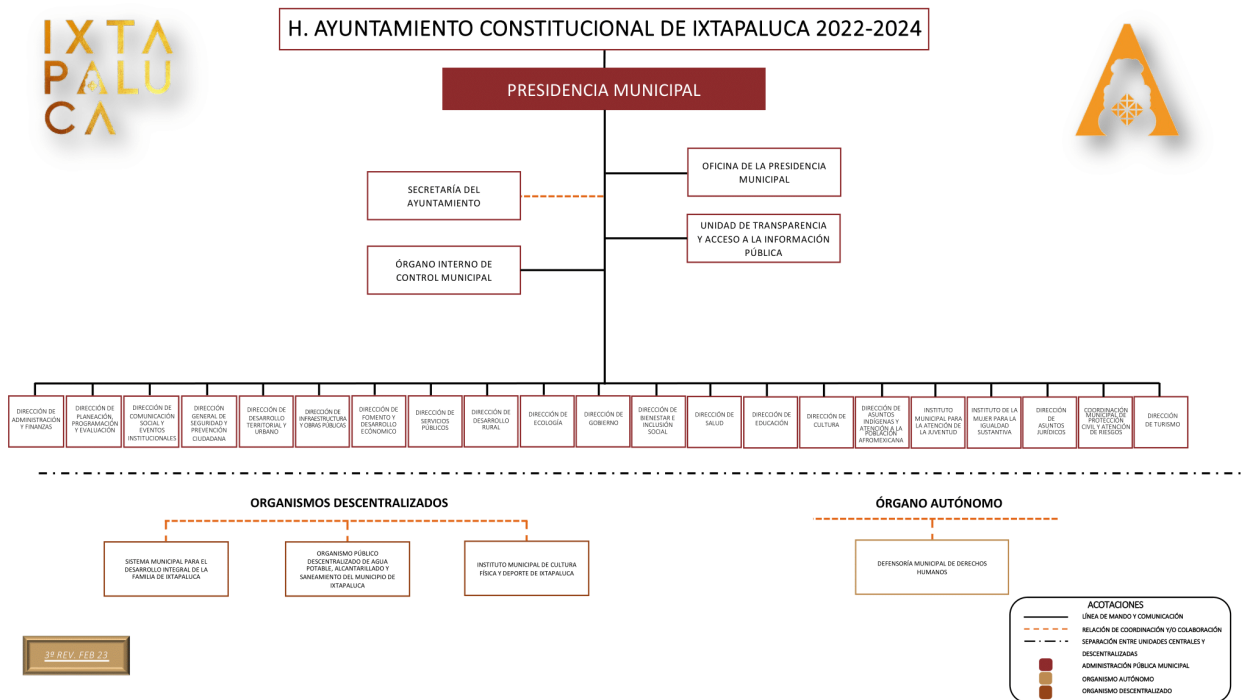 IXTA
PALU
CA
H. AYUNTAMIENTO CONSTITUCIONAL DE IXTAPALUCA 2022-2024
PRESIDENCIA MUNICIPAL
OFICINA DE LA PRESIDENCIA
MUNICIPAL
SECRETARÍA DEL
AYUNTAMIENTO
UNIDAD DE TRANSPARENCIA
Y ACCESO A LA INFORMACIÓN
PÚBLICA
ÓRGANO INTERNO DE
CONTROL MUNICIPAL
DIRECCIÓN DE
ADMINISTRACIÓN
Y FINANZAS
DIRECCIÓN DE
PLANEACIÓN,
PROGRAMACIÓN
Y EVALUACIÓN
DIRECCIÓN DE
COMUNICACIÓN
SOCIAL Y
EVENTOS
INSTITUCIONALES
DIRECCIÓN
GENERAL DE
SEGURIDAD Y
PREVENCIÓN
CIUDADANA
DIRECCIÓN DE
DESARROLLO
TERRITORIAL Y
URBANO
DIRECCIÓN DE
INFRAESTRUCTURA
Y OBRAS PÚBLICAS
DIRECCIÓN DE
FOMENTO Y
DESARROLLO
ECÓNOMICO
DIRECCIÓN DE
SERVICIOS
PÚBLICOS
DIRECCIÓN DE
DESARROLLO
RURAL
DIRECCIÓN DE
ECOLOGÍA
DIRECCIÓN DE
GOBIERNO
DIRECCIÓN DE
BIENESTAR E
INCLUSIÓN
SOCIAL
DIRECCIÓN DE
SALUD
DIRECCIÓN DE
EDUCACIÓN
DIRECCIÓN DE
CULTURA
DIRECCIÓN DE
ASUNTOS
INDÍGENAS Y
ATENCIÓN A LA
POBLACIÓN
AFROMEXICANA
INSTITUTO
MUNICIPAL PARA
LA ATENCIÓN DE
LA JUVENTUD
INSTITUTO DE LA
MUJER PARA LA
IGUALDAD
SUSTANTIVA
DIRECCIÓN
DE
ASUNTOS
JURÍDICOS
COORDINACIÓN
MUNICIPAL DE
PROTECCIÓN
CIVIL Y ATENCIÓN
DE RIESGOS
DIRECCIÓN
DE TURISMO
ORGANISMOS DESCENTRALIZADOS
ÓRGANO AUTÓNOMO
SISTEMA MUNICIPAL PARA EL
DESARROLLO INTEGRAL DE LA
FAMILIA DE IXTAPALUCA
ORGANISMO PÚBLICO
DESCENTRALIZADO DE AGUA
POTABLE, ALCANTARILLADO Y
SANEAMIENTO DEL MUNICIPIO DE
IXTAPALUCA
INSTITUTO MUNICIPAL DE CULTURA
FÍSICA Y DEPORTE DE IXTAPALUCA
DEFENSORÍA MUNICIPAL DE DERECHOS
HUMANOS
ACOTACIONES
LÍNEA DE MANDO Y COMUNICACIÓN
RELACIÓN DE COORDINACIÓN Y/O COLABORACIÓN
SEPARACIÓN ENTRE UNIDADES CENTRALES Y
DESCENTRALIZADAS
ADMINISTRACIÓN PÚBLICA MUNICIPAL
ORGANISMO AUTÓNOMO
ORGANISMO DESCENTRALIZADO
3ª REV. FEB 23